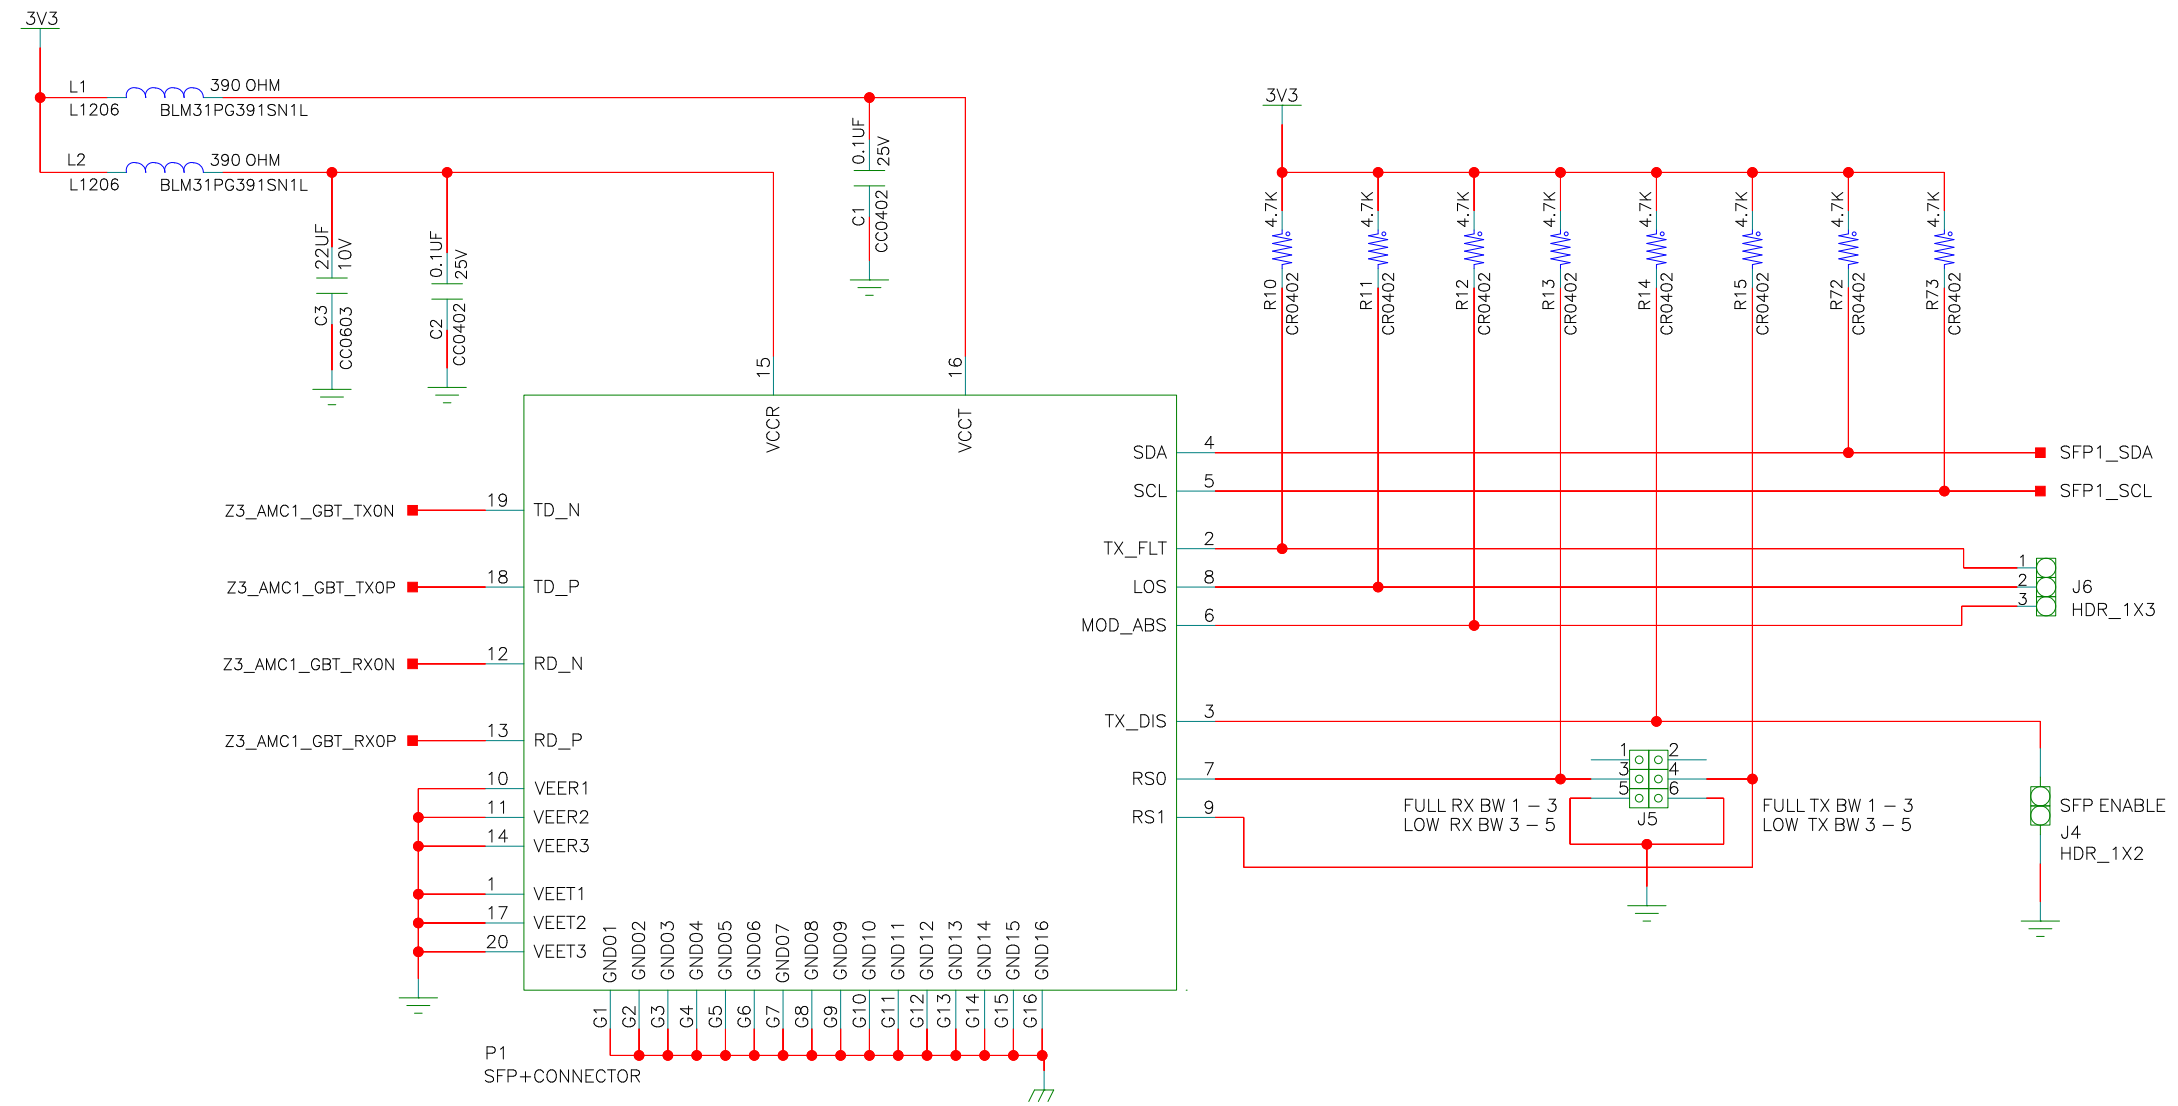 3V3
L1
390 OHM
L1206
BLM31PG391SN1L
L2
390 OHM
L1206
BLM31PG391SN1L
22UF
10V
C3
CC0603
0.1UF
25V
C2
CC0402
0.1UF
25V
C1
CC0402
15
16
VCCR
VCCT
3V3
4.7K
R10
CR0402
4.7K
R11
CR0402
4.7K
R12
CR0402
4.7K
R13
CR0402
4.7K
R14
CR0402
4.7K
R15
CR0402
4.7K
R72
CR0402
4.7K
R73
CR0402
Z3_AMC1_GBT_TX0N
19
TD_N
Z3_AMC1_GBT_TX0P
18
TD_P
Z3_AMC1_GBT_RX0N
12
RD_N
Z3_AMC1_GBT_RX0P
13
RD_P
10
VEER1
11
VEER2
14
VEER3
1
VEET1
17
VEET2
20
VEET3
SDA
4
SFP1_SDA
SCL
5
SFP1_SCL
TX_FLT
2
LOS
8
MOD_ABS
6
1
2
3
J6
HDR_1X3
TX_DIS
3
RS0
7
RS1
9
1
2
3
4
5
6
J5
FULL RX BW 1 – 3
LOW RX BW 3 – 5
FULL TX BW 1 – 3
LOW TX BW 3 – 5
SFP ENABLE
J4
HDR_1X2
GND01
GND02
GND03
GND04
GND05
GND06
GND07
GND08
GND09
GND10
GND11
GND12
GND13
GND14
GND15
GND16
G1
G2
G3
G4
G5
G6
G7
G8
G9
G10
G11
G12
G13
G14
G15
G16
P1
SFP+CONNECTOR